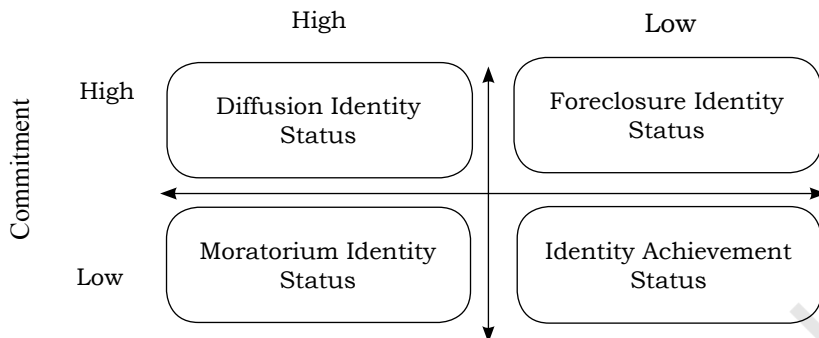 High
Low
High
Diffusion Identity
Status
Foreclosure Identity
Status
Commitment
Moratorium Identity
Status
Identity Achievement
Status
Low